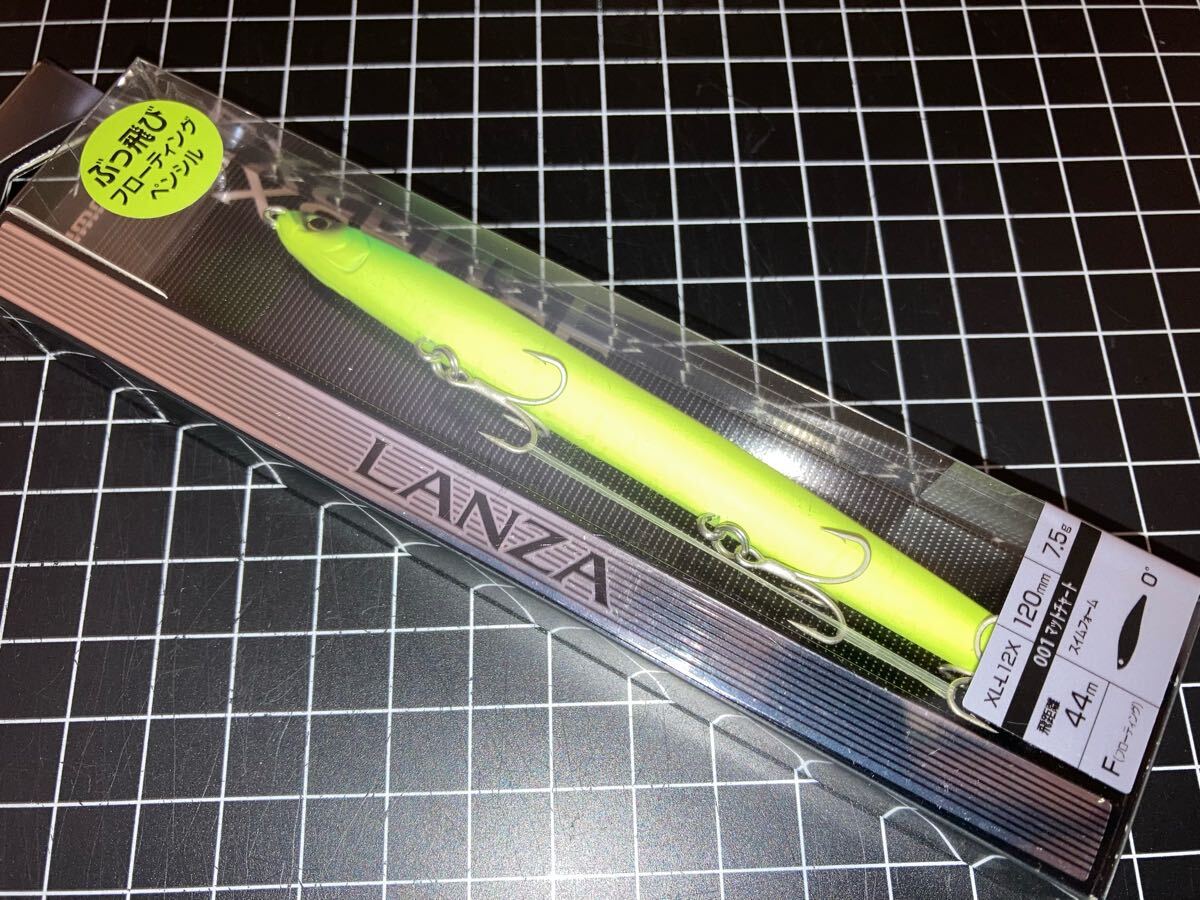 ぶっ飛び
フローティング
ペンシル
LANZA
XL-L12X 120mm 7.5g
001 マットチャート
飛距離
44m
スイムフォーム
0°
F(フローティング)